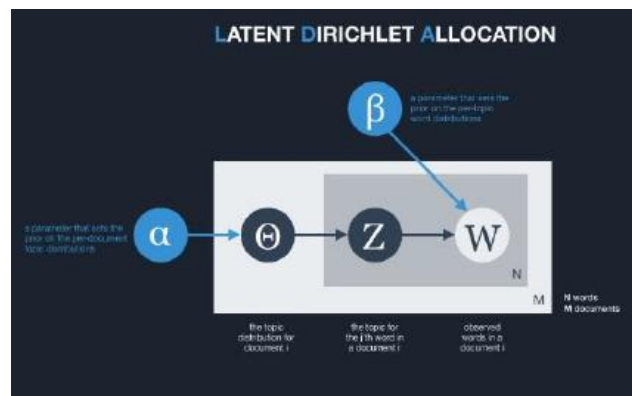 LATENT DIRICHLET ALLOCATION
β
a parameter that sets the
prior on the per-topic
word distributions
a parameter that sets the
prior on the per-document
topic distributions
α
Θ
Z
W
N
M
N words
M documents
the topic
distribution for
document i
the topic for
the j'th word in
a document i
observed
words in a
document i